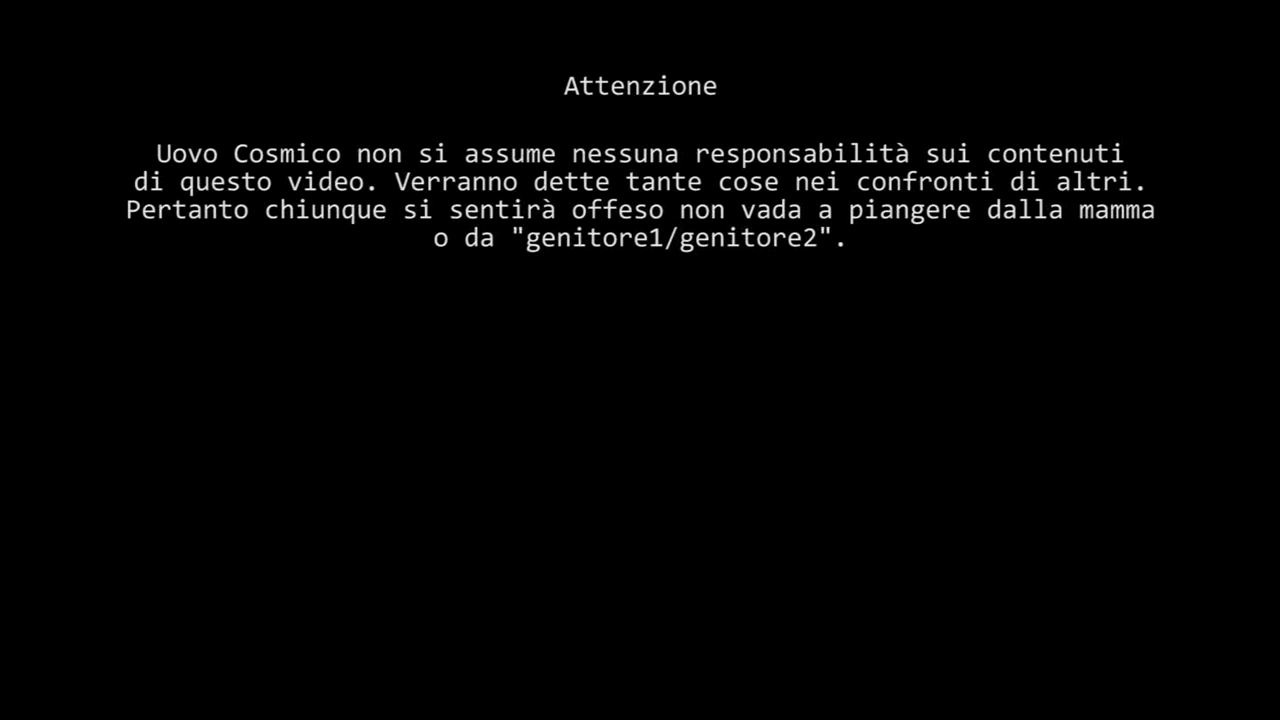 Attenzione
Uovo Cosmico non si assume nessuna responsabilità sui contenuti
di questo video. Verranno dette tante cose nei confronti di altri.
Pertanto chiunque si sentirà offeso non vada a piangere dalla mamma
o da "genitore1/genitore2".